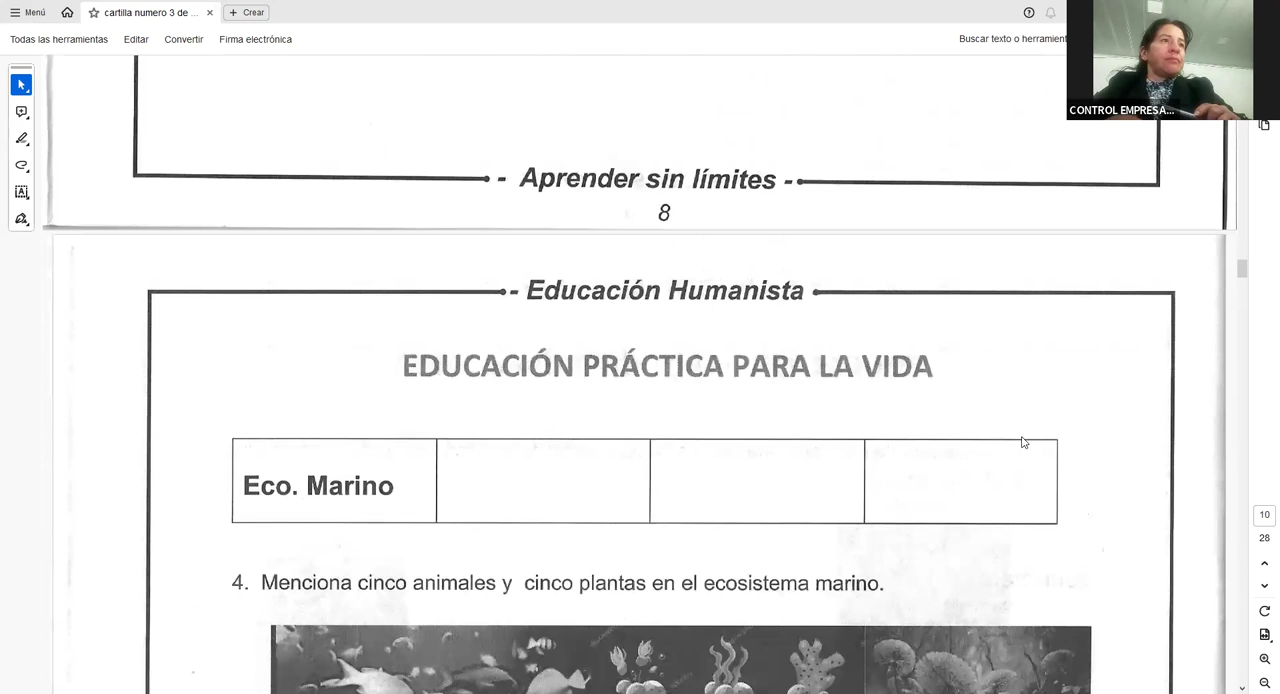 Menú
cartilla numero 3 de ...
Crear
Todas las herramientas
Editar
Convertir
Firma electrónica
Buscar texto o herramient
CONTROL EMPRESA...
- Aprender sin límites -
8
- Educación Humanista
EDUCACIÓN PRÁCTICA PARA LA VIDA
Eco. Marino
4. Menciona cinco animales y cinco plantas en el ecosistema marino.
10
28